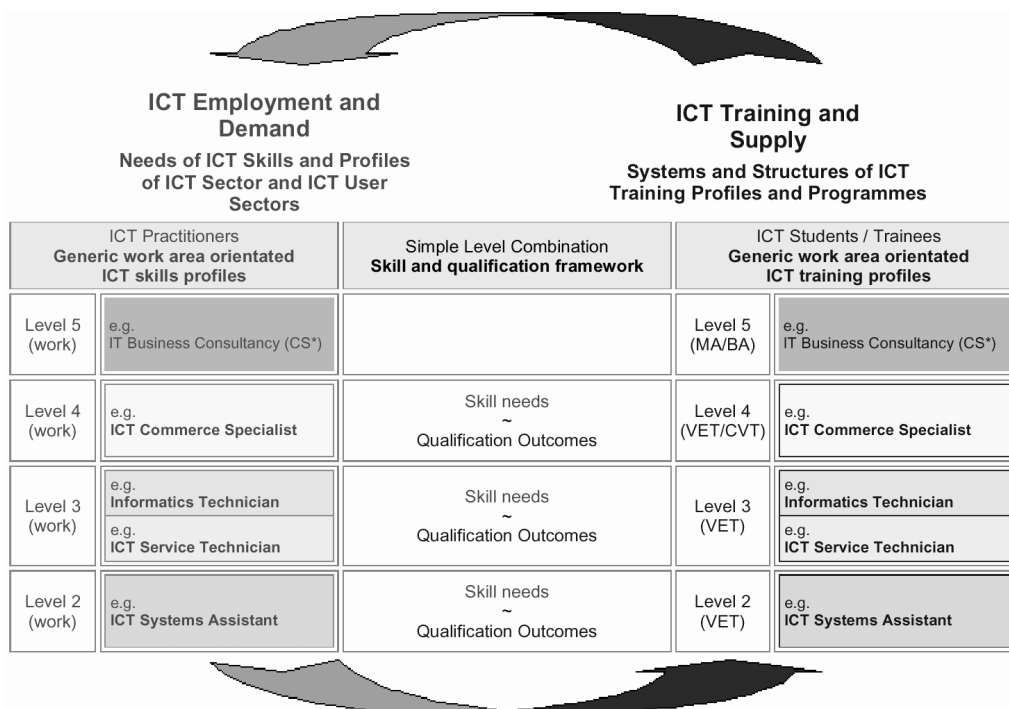 ICT Employment and
Demand
Needs of ICT Skills and Profiles
of ICT Sector and ICT User
Sectors
ICT Training and
Supply
Systems and Structures of ICT
Training Profiles and Programmes
ICT Practitioners
Generic work area orientated
ICT skills profiles
Simple Level Combination
Skill and qualification framework
ICT Students / Trainees
Generic work area orientated
ICT training profiles
Level 5
(work)
e.g.
IT Business Consultancy (CS*)
Level 5
(MA/BA)
e.g.
IT Business Consultancy (CS*)
Level 4
(work)
e.g.
ICT Commerce Specialist
Skill needs
~
Qualification Outcomes
Level 4
(VET/CVT)
e.g.
ICT Commerce Specialist
Level 3
(work)
e.g.
Informatics Technician
e.g.
ICT Service Technician
Skill needs
~
Qualification Outcomes
Level 3
(VET)
e.g.
Informatics Technician
e.g.
ICT Service Technician
Level 2
(work)
e.g.
ICT Systems Assistant
Skill needs
~
Qualification Outcomes
Level 2
(VET)
e.g.
ICT Systems Assistant